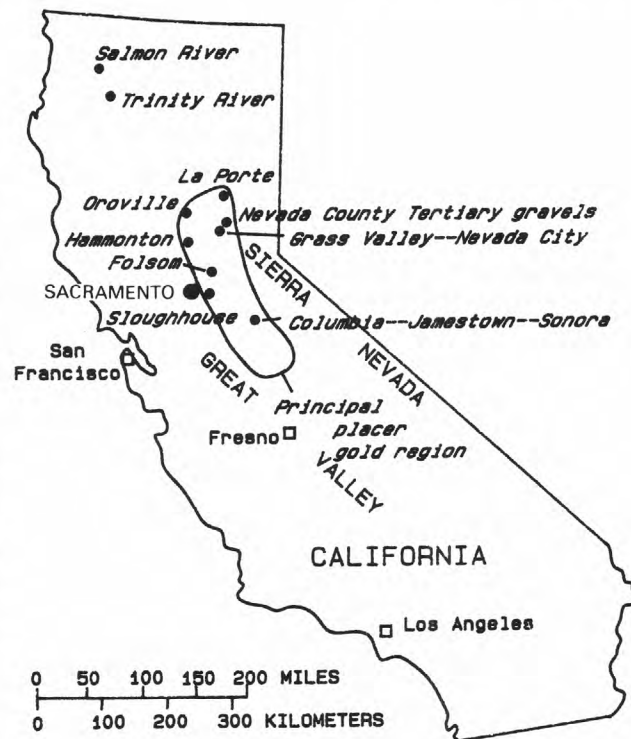 Salmon River
Trinity River
La Porte
Oroville
Nevada County Tertiary gravels
Hammonton
Grass Valley--Nevada City
Folsom
SIERRA
SACRAMENTO
Sloughhouse
Columbia--Jamestown--Sonora
San
Francisco
GREAT
NEVADA
Principal
placer
gold region
Fresno
VALLEY
CALIFORNIA
Los Angeles
0 50 100 150 200 MILES
0 100 200 300 KILOMETERS